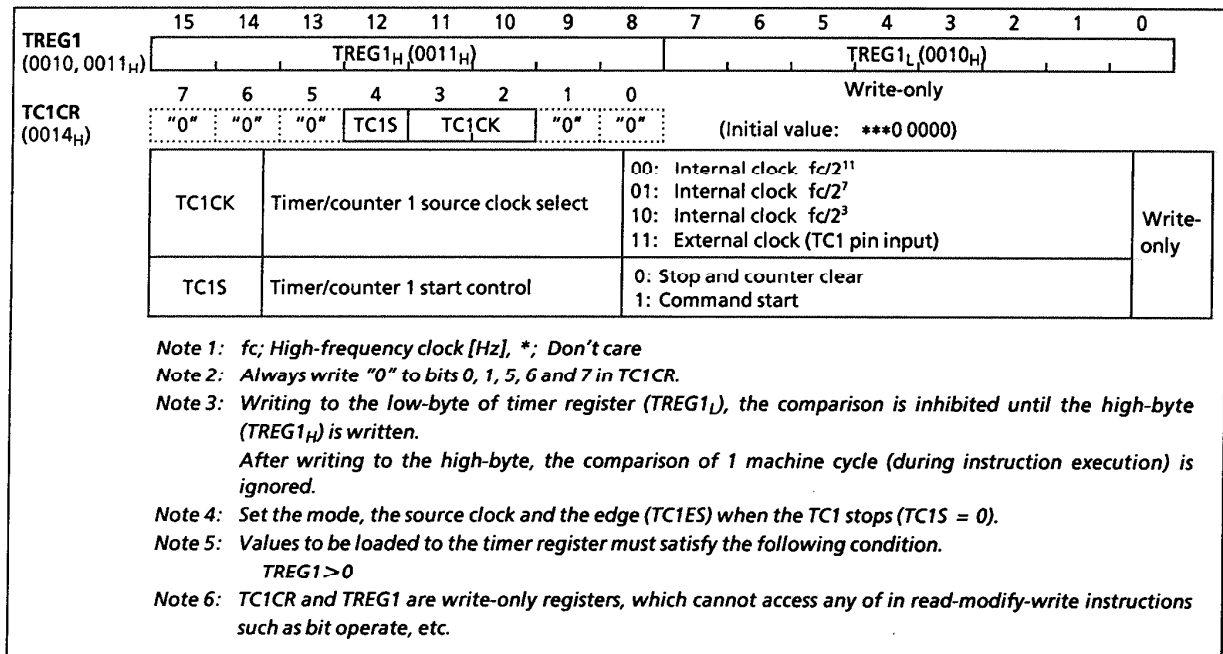 15 14 13 12 11 10 9 8 7 6 5 4 3 2 1 0
TREG1
(0010, 0011H)
TREG1H (0011H) TREG1L (0010H)
Write-only
7 6 5 4 3 2 1 0
TC1CR
(0014H)
"0" "0" "0" TC1S TC1CK "0" "0" (Initial value: ***0 0000)
TC1CK Timer/counter 1 source clock select
00: Internal clock fc/2¹¹
01: Internal clock fc/2⁷
10: Internal clock fc/2³
11: External clock (TC1 pin input)
Write-
only
TC1S Timer/counter 1 start control
0: Stop and counter clear
1: Command start
Note 1: fc; High-frequency clock [Hz], *; Don't care
Note 2: Always write "0" to bits 0, 1, 5, 6 and 7 in TC1CR.
Note 3: Writing to the low-byte of timer register (TREG1L), the comparison is inhibited until the high-byte
(TREG1H) is written.
After writing to the high-byte, the comparison of 1 machine cycle (during instruction execution) is
ignored.
Note 4: Set the mode, the source clock and the edge (TC1ES) when the TC1 stops (TC1S = 0).
Note 5: Values to be loaded to the timer register must satisfy the following condition.
TREG1>0
Note 6: TC1CR and TREG1 are write-only registers, which cannot access any of in read-modify-write instructions
such as bit operate, etc.